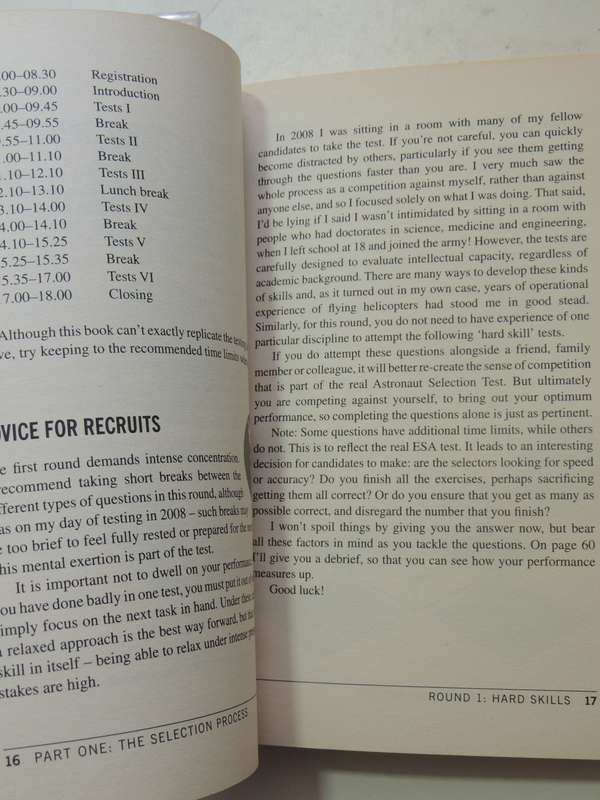 .00–08.30 Registration
.30–09.00 Introduction
.00–09.45 Tests I
.45–09.55 Break
.55–11.00 Tests II
.00–11.10 Break
.10–12.10 Tests III
2.10–13.10 Lunch break
3.10–14.00 Tests IV
4.00–14.10 Break
4.10–15.25 Tests V
5.25–15.35 Break
5.35–17.00 Tests VI
7.00–18.00 Closing
Although this book can't exactly replicate the
ve, try keeping to the recommended time limits
VICE FOR RECRUITS
e first round demands intense concentration.
recommend taking short breaks between the
fferent types of questions in this round, although
as on my day of testing in 2008 – such breaks may
e too brief to feel fully rested or prepared for the
his mental exertion is part of the test.
It is important not to dwell on your performance.
ou have done badly in one test, you must put it out
imply focus on the next task in hand. Under these
a relaxed approach is the best way forward, but
skill in itself – being able to relax under intense
stakes are high.
16 PART ONE: THE SELECTION PROCESS
In 2008 I was sitting in a room with many of my fellow
candidates to take the test. If you're not careful, you can quickly
become distracted by others, particularly if you see them getting
through the questions faster than you are. I very much saw the
whole process as a competition against myself, rather than against
anyone else, and so I focused solely on what I was doing. That said,
I'd be lying if I said I wasn't intimidated by sitting in a room with
people who had doctorates in science, medicine and engineering,
when I left school at 18 and joined the army! However, the tests are
carefully designed to evaluate intellectual capacity, regardless of
academic background. There are many ways to develop these kinds
of skills and, as it turned out in my own case, years of operational
experience of flying helicopters had stood me in good stead.
Similarly, for this round, you do not need to have experience of one
particular discipline to attempt the following 'hard skill' tests.
If you do attempt these questions alongside a friend, family
member or colleague, it will better re-create the sense of competition
that is part of the real Astronaut Selection Test. But ultimately
you are competing against yourself, to bring out your optimum
performance, so completing the questions alone is just as pertinent.
Note: Some questions have additional time limits, while others
do not. This is to reflect the real ESA test. It leads to an interesting
decision for candidates to make: are the selectors looking for speed
or accuracy? Do you finish all the exercises, perhaps sacrificing
getting them all correct? Or do you ensure that you get as many as
possible correct, and disregard the number that you finish?
I won't spoil things by giving you the answer now, but bear
all these factors in mind as you tackle the questions. On page 60
I'll give you a debrief, so that you can see how your performance
measures up.
Good luck!
ROUND 1: HARD SKILLS 17